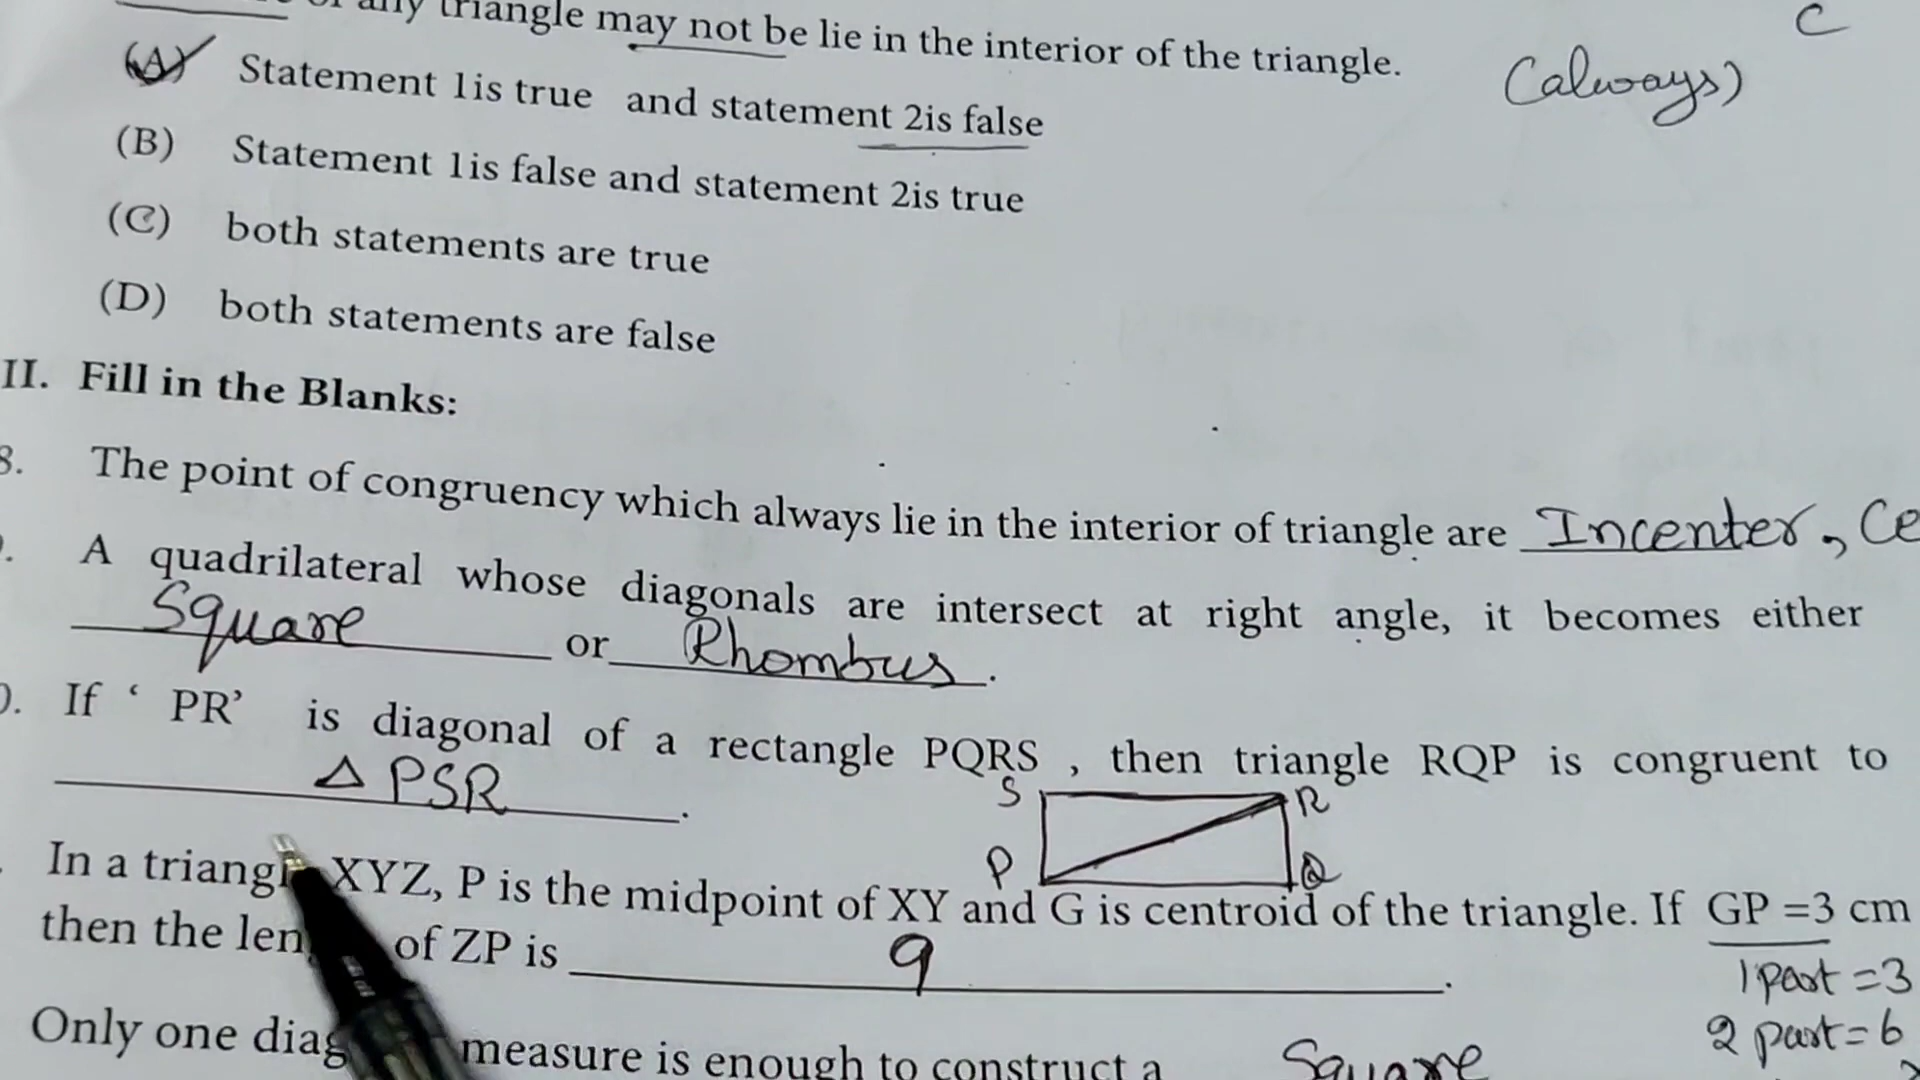 any triangle may not be lie in the interior of the triangle.
C
(always)
(A) Statement 1is true and statement 2is false
(B) Statement 1is false and statement 2is true
(C) both statements are true
(D) both statements are false
II. Fill in the Blanks:
8. The point of congruency which always lie in the interior of triangle are Incenter, Ce
A quadrilateral whose diagonals are intersect at right angle, it becomes either
Square or Rhombus.
If ‘ PR’ is diagonal of a rectangle PQRS , then triangle RQP is congruent to
△ PSR .
S R
P Q
In a XYZ, P is the midpoint of XY and G is centroid of the triangle. If GP =3 cm
then the of ZP is 9 .
1 part = 3
2 part = 6
Only one measure is enough to construct a Square